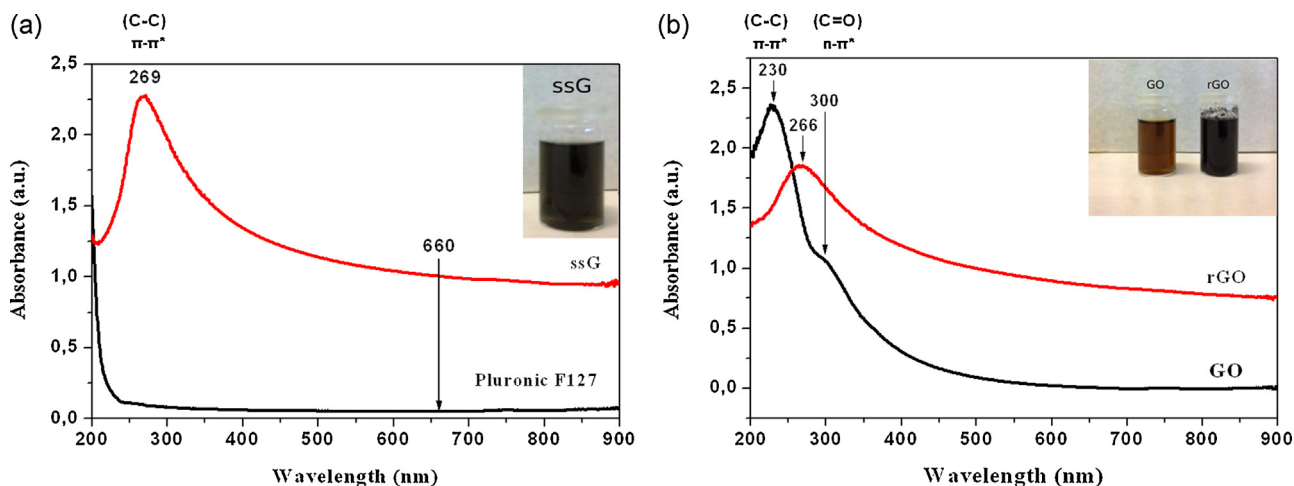 (a)
(C-C)
π-π*
269
ssG
660
ssG
Pluronic F127
2,5
2,0
1,5
1,0
0,5
0,0
Absorbance (a.u.)
200 300 400 500 600 700 800 900
Wavelength (nm)
(b)
(C-C) (C=O)
π-π* n-π*
230
300
266
GO rGO
rGO
GO
2,5
2,0
1,5
1,0
0,5
0,0
Absorbance (a.u.)
200 300 400 500 600 700 800 900
Wavelength (nm)